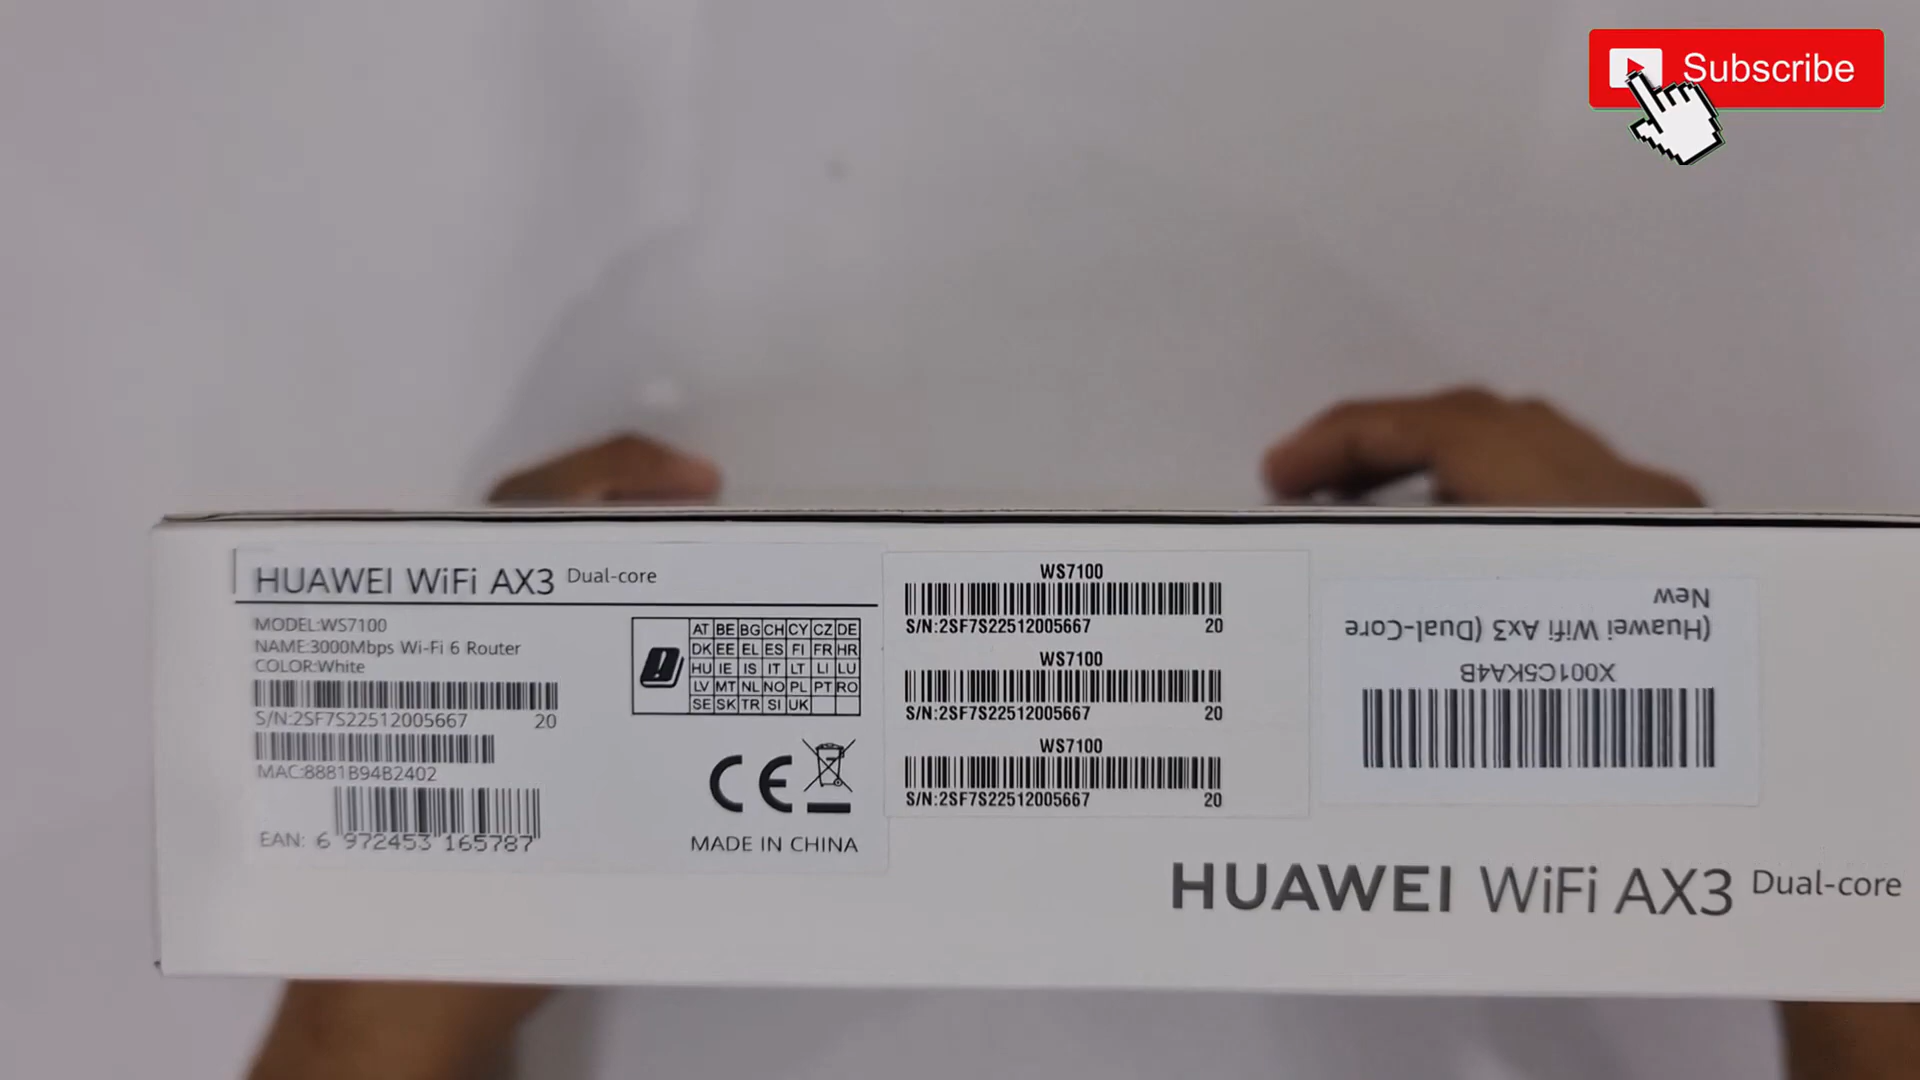 Subscribe
HUAWEI WiFi AX3 Dual-core
MODEL:WS7100
NAME:3000Mbps Wi-Fi 6 Router
COLOR:White
S/N:2SF7S22512005667 20
MAC:8881B94B2402
EAN: 6 972453 165787
AT BE BG CH CY CZ DE
DK EE EL ES FI FR HR
HU IE IS IT LT LI LU
LV MT NL NO PL PT RO
SE SK TR SI UK
CE
MADE IN CHINA
WS7100
S/N:2SF7S22512005667 20
WS7100
S/N:2SF7S22512005667 20
WS7100
S/N:2SF7S22512005667 20
X001C5KA4B
(Huawei Wifi Ax3 (Dual-Core
New
HUAWEI WiFi AX3 Dual-core